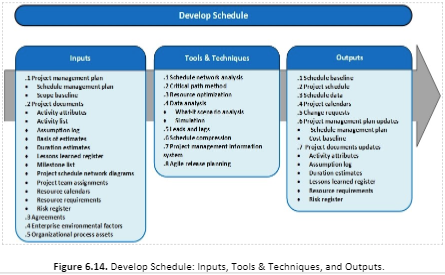 Develop Schedule
Inputs
.1 Project management plan
• Schedule management plan
• Scope baseline
.2 Project documents
• Activity attributes
• Activity list
• Assumption log
• Basis of estimates
• Duration estimates
• Lessons learned register
• Milestone list
• Project schedule network diagrams
• Project team assignments
• Resource calendars
• Resource requirements
• Risk register
.3 Agreements
.4 Enterprise environmental factors
.5 Organizational process assets
Tools & Techniques
.1 Schedule network analysis
.2 Critical path method
.3 Resource optimization
.4 Data analysis
• What-if scenario analysis
• Simulation
.5 Leads and lags
.6 Schedule compression
.7 Project management information
system
.8 Agile release planning
Outputs
.1 Schedule baseline
.2 Project schedule
.3 Schedule data
.4 Project calendars
.5 Change requests
.6 Project management plan updates
• Schedule management plan
• Cost baseline
.7 Project documents updates
• Activity attributes
• Assumption log
• Duration estimates
• Lessons learned register
• Resource requirements
• Risk register
Figure 6.14. Develop Schedule: Inputs, Tools & Techniques, and Outputs.